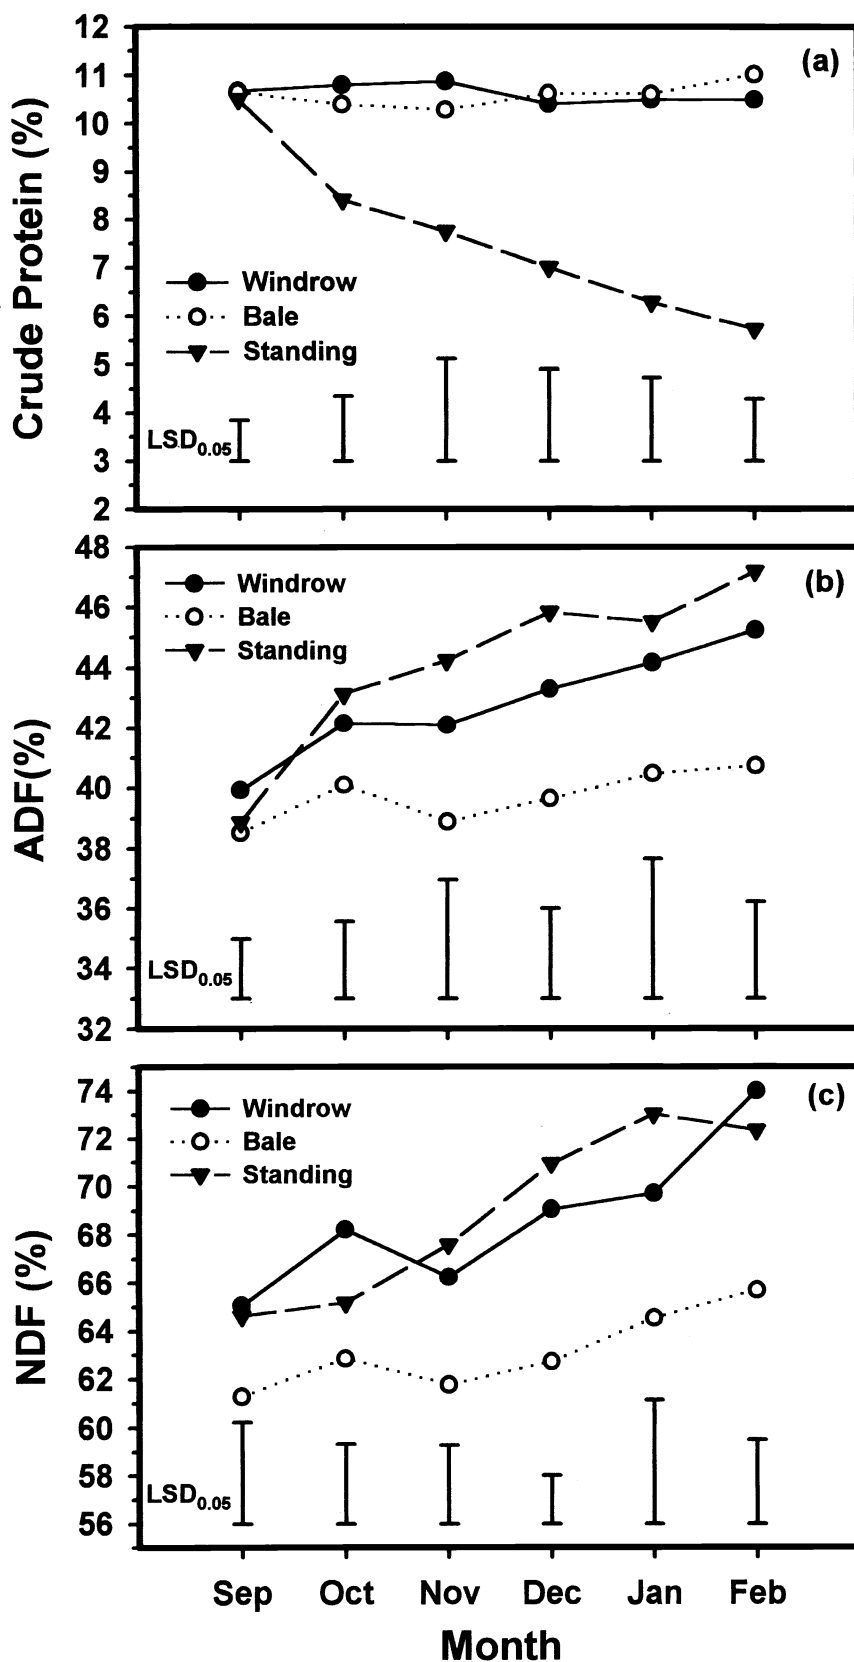 (a)
Crude Protein (%)
12
11
10
9
8
7
6
5
4
3
2
Windrow
Bale
Standing
LSD0.05
(b)
ADF(%)
48
46
44
42
40
38
36
34
32
Windrow
Bale
Standing
LSD0.05
(c)
NDF (%)
74
72
70
68
66
64
62
60
58
56
Windrow
Bale
Standing
LSD0.05
Sep Oct Nov Dec Jan Feb
Month